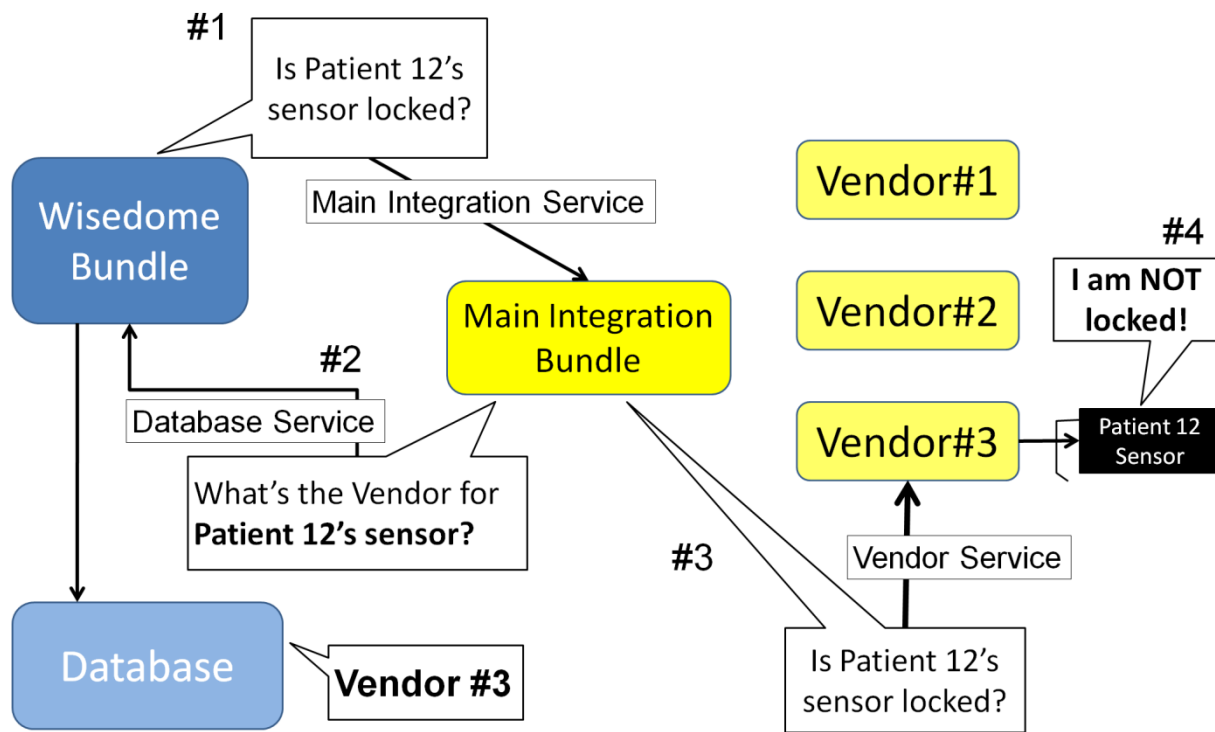 #1
Is Patient 12’s
sensor locked?
Main Integration Service
Wisedome
Bundle
Vendor#1
#4
I am NOT
locked!
Vendor#2
Main Integration
Bundle
#2
Database Service
What’s the Vendor for
Patient 12’s sensor?
Vendor#3
Patient 12
Sensor
#3
Vendor Service
Database
Vendor #3
Is Patient 12’s
sensor locked?